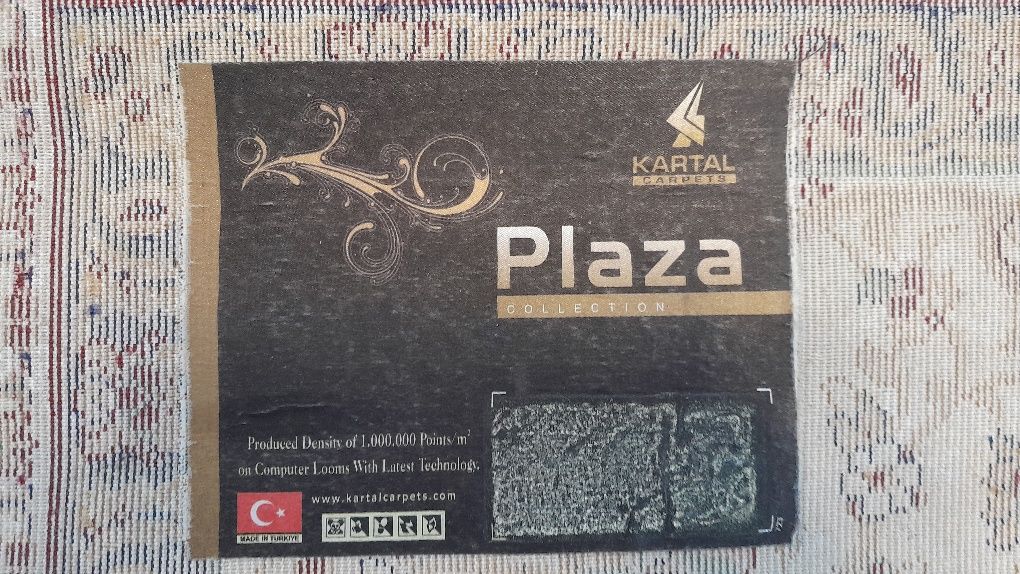 KARTAL
CARPETS
Plaza
COLLECTION
Produced Density of 1.000.000 Points/m²
on Computer Looms With Latest Technology.
www.kartalcarpets.com
MADE IN TURKIYE